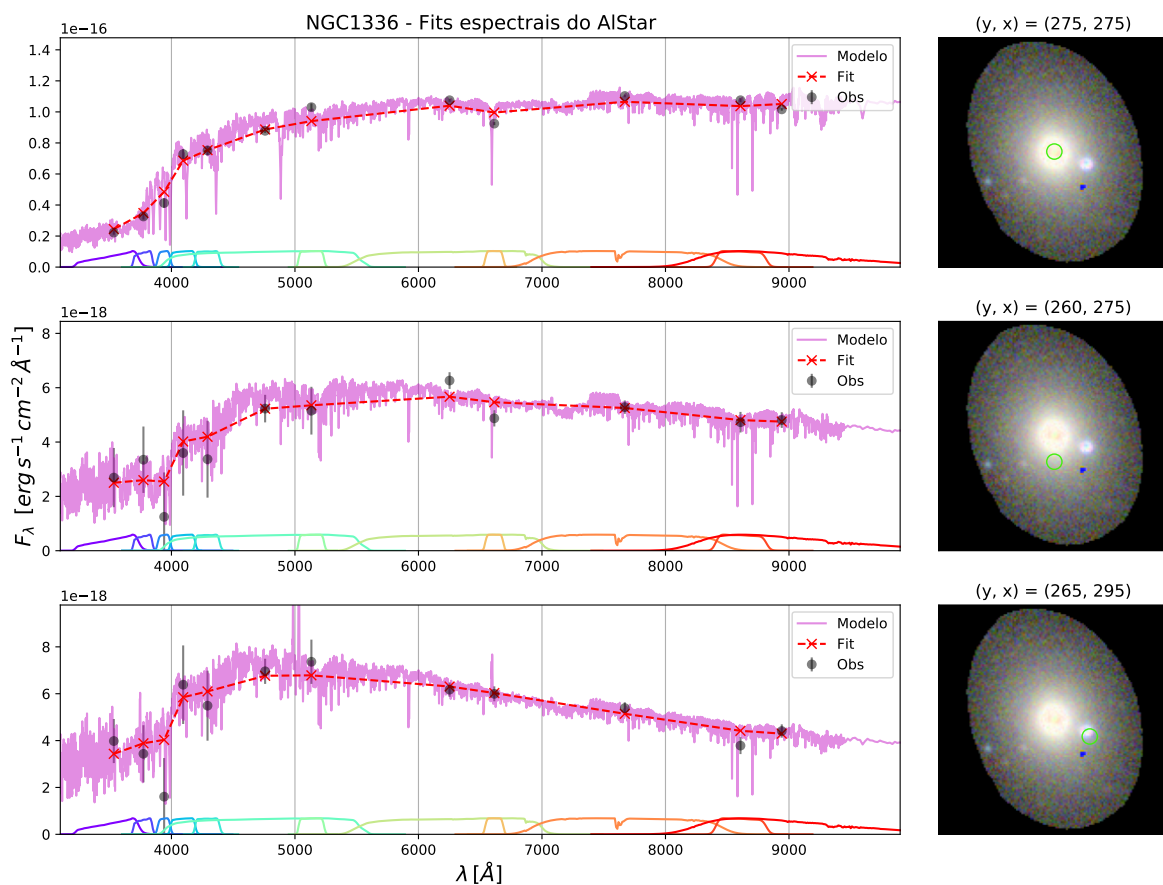 NGC1336 - Fits espectrais do AlStar
(y, x) = (275, 275)
1e−16
1.4
1.2
1.0
0.8
0.6
0.4
0.2
0.0
Modelo
Fit
Obs
4000 5000 6000 7000 8000 9000
(y, x) = (260, 275)
1e−18
8
6
4
2
0
Modelo
Fit
Obs
4000 5000 6000 7000 8000 9000
F_λ [erg s⁻¹ cm⁻² Å⁻¹]
(y, x) = (265, 295)
1e−18
8
6
4
2
0
Modelo
Fit
Obs
4000 5000 6000 7000 8000 9000
λ [Å]